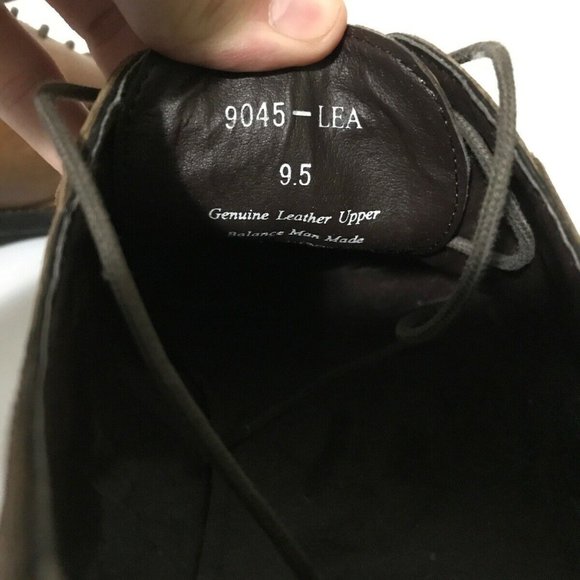 9045-LEA
9.5
Genuine Leather Upper
Balance Man Made